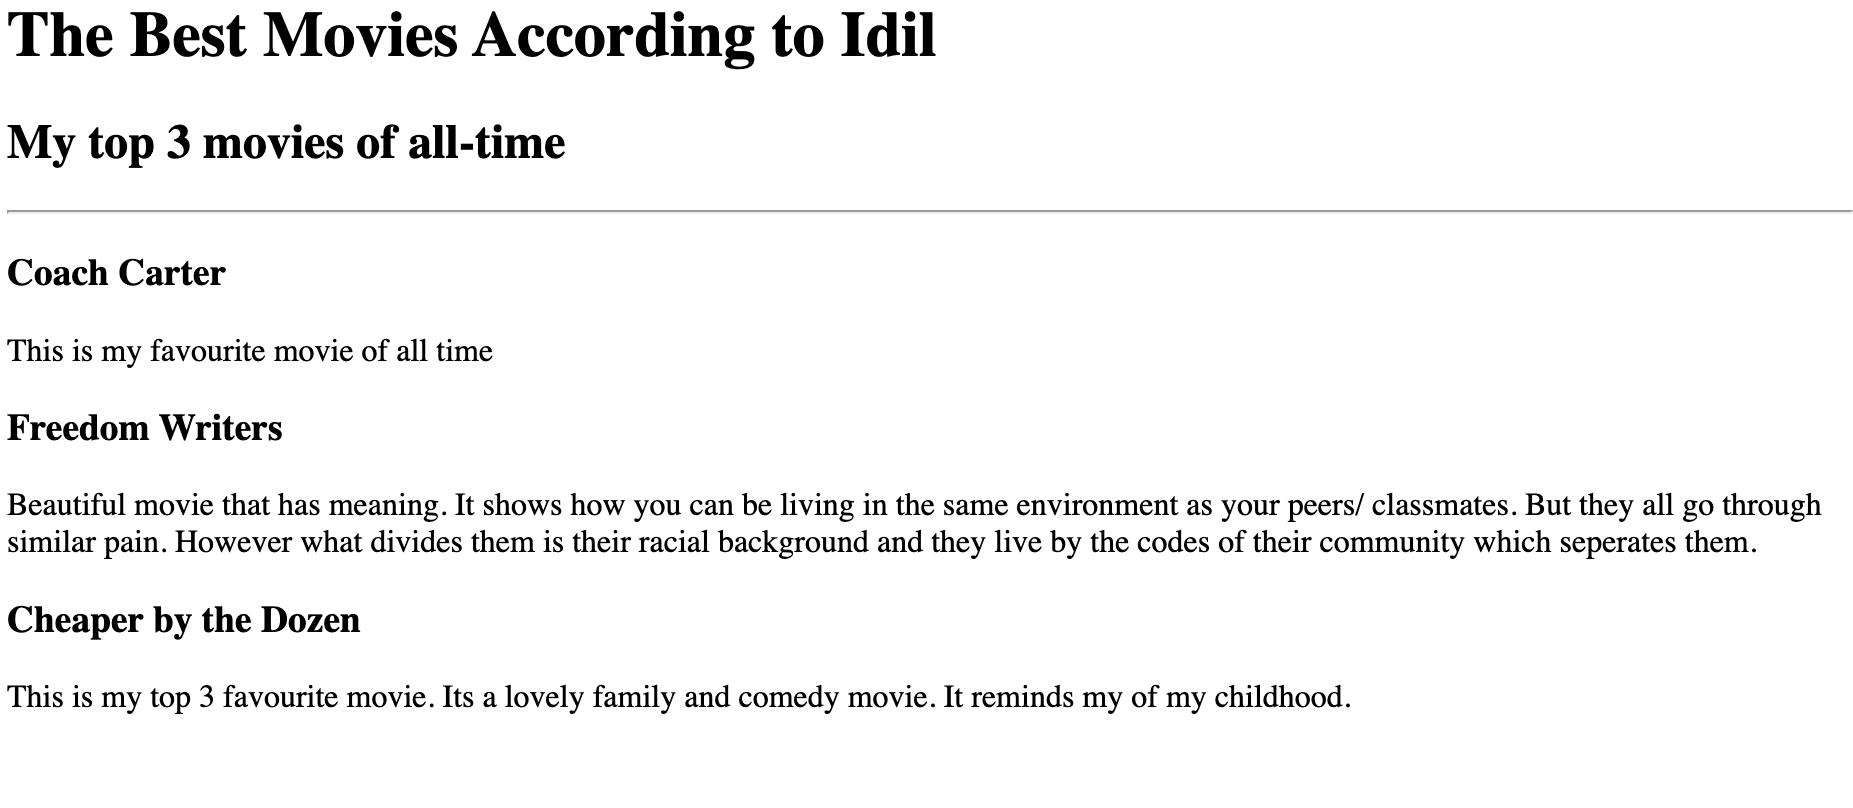 The Best Movies According to Idil
My top 3 movies of all-time
Coach Carter
This is my favourite movie of all time
Freedom Writers
Beautiful movie that has meaning. It shows how you can be living in the same environment as your peers/ classmates. But they all go through
similar pain. However what divides them is their racial background and they live by the codes of their community which seperates them.
Cheaper by the Dozen
This is my top 3 favourite movie. Its a lovely family and comedy movie. It reminds my of my childhood.